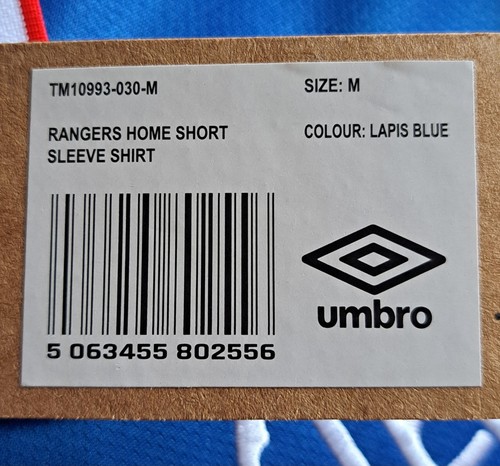 TM10993-030-M
SIZE: M
RANGERS HOME SHORT
SLEEVE SHIRT
COLOUR: LAPIS BLUE
umbro
5 063455 802556